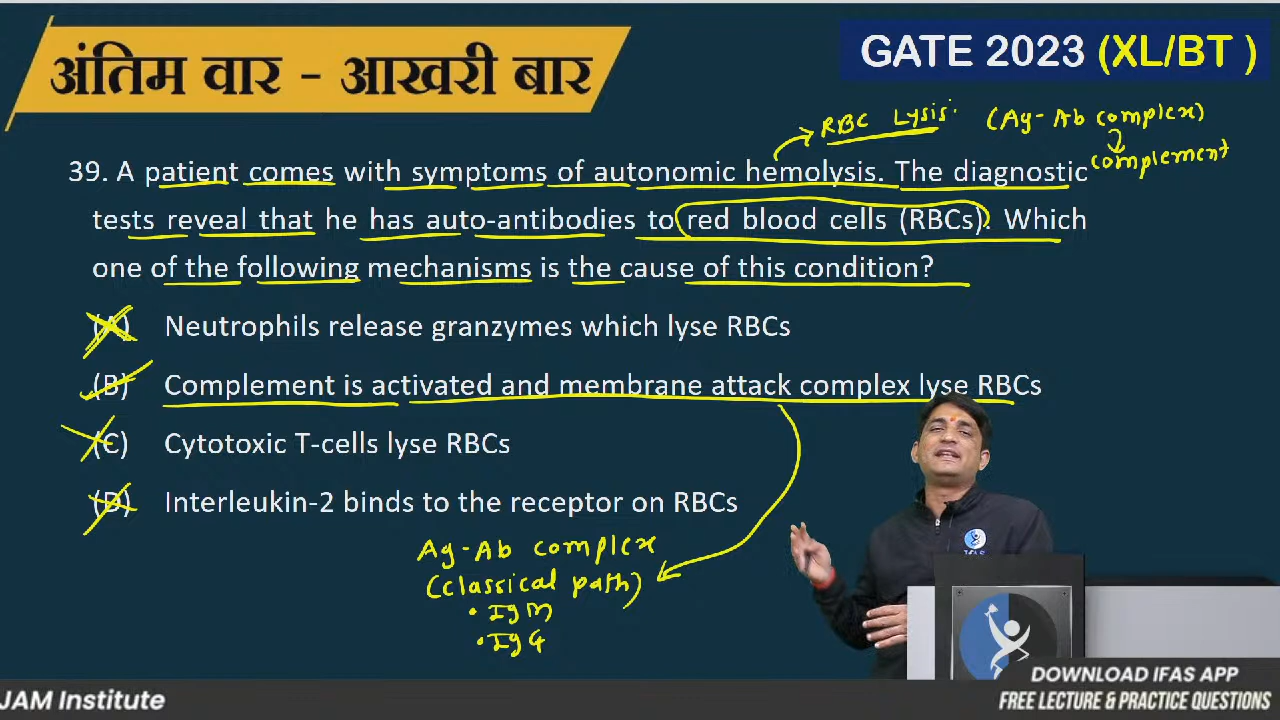 अंतिम वार - आखरी बार
GATE 2023 (XL/BT )
RBC Lysis: (Ag-Ab complex)
complement
39. A patient comes with symptoms of autonomic hemolysis. The diagnostic
tests reveal that he has auto-antibodies to red blood cells (RBCs). Which
one of the following mechanisms is the cause of this condition?
(A) Neutrophils release granzymes which lyse RBCs
(B) Complement is activated and membrane attack complex lyse RBCs
(C) Cytotoxic T-cells lyse RBCs
(D) Interleukin-2 binds to the receptor on RBCs
Ag-Ab complex
(classical path)
• IgM
• IgG
IFAS
DOWNLOAD IFAS APP
JAM Institute
FREE LECTURE & PRACTICE QUESTIONS